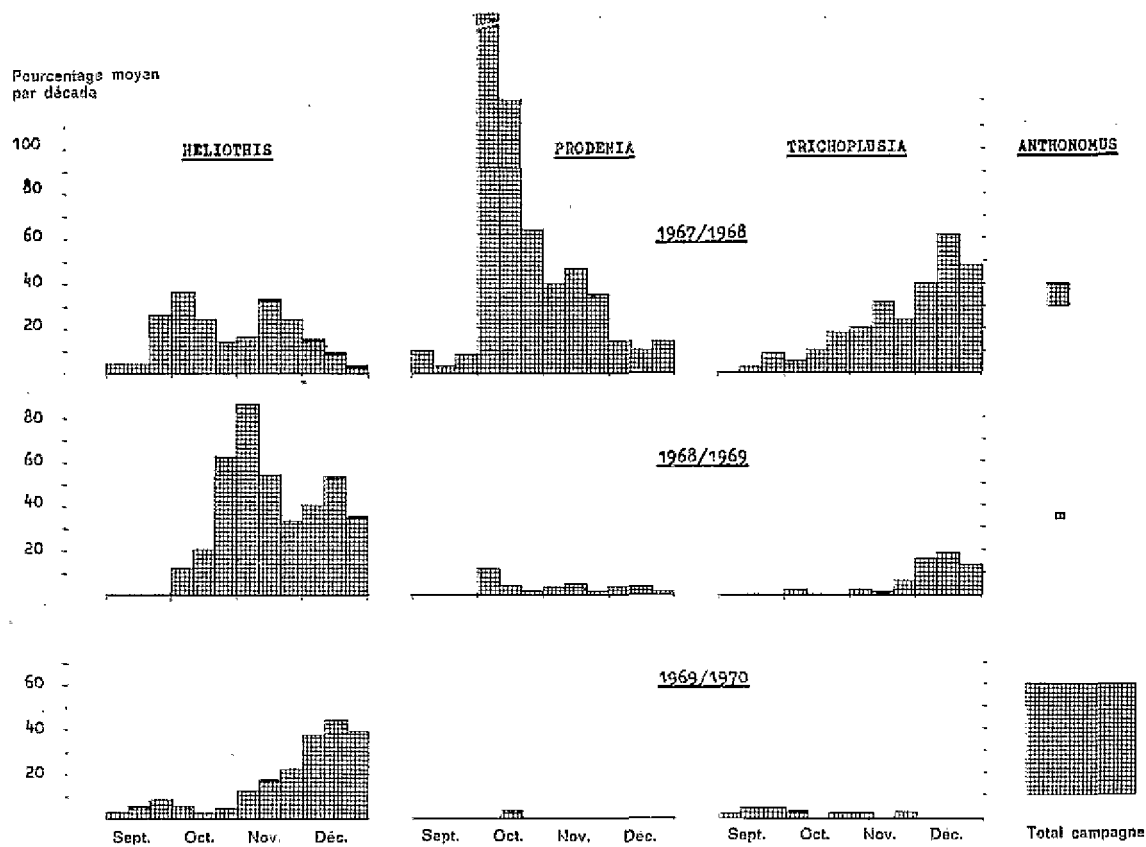 Pourcentage moyen
par décade
HELIOTHIS
PRODENIA
TRICHOPLUSIA
ANTHONOMUS
100
80
60
40
20
1967/1968
80
60
40
20
1968/1969
60
40
20
1969/1970
Sept. Oct. Nov. Déc.
Sept. Oct. Nov. Déc.
Sept. Oct. Nov. Déc.
Total campagne